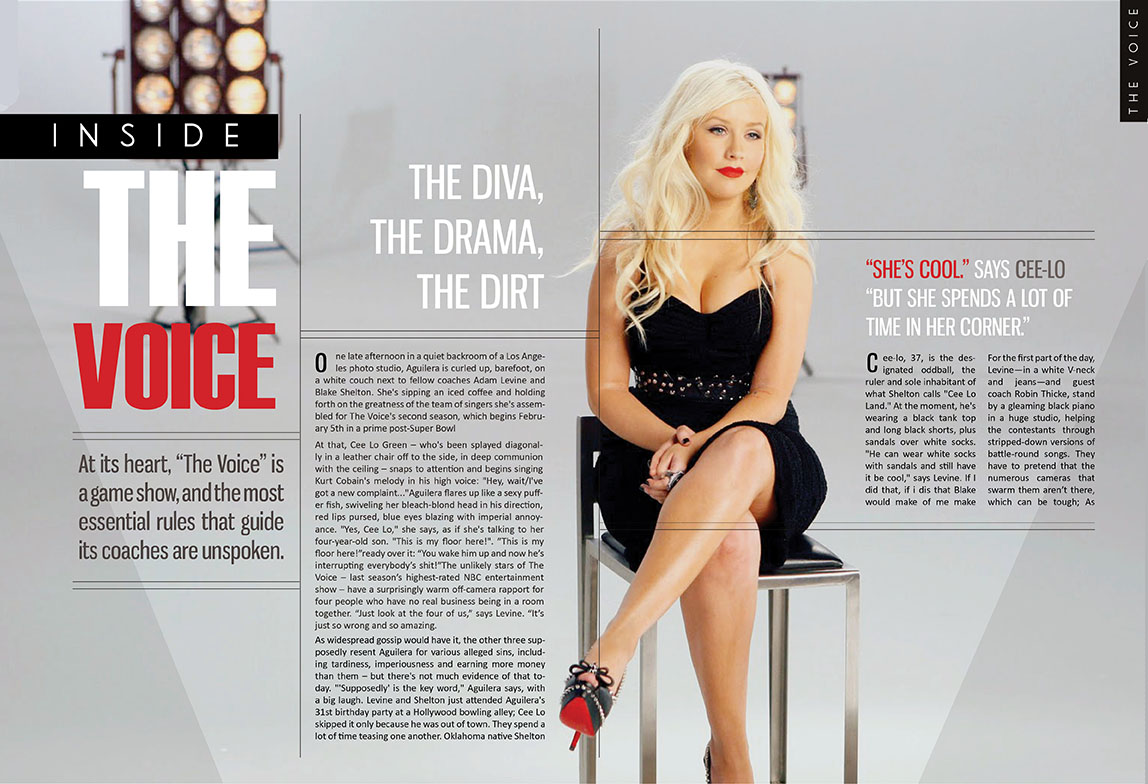 INSIDE
THE
VOICE
At its heart, “The Voice” is
a game show, and the most
essential rules that guide
its coaches are unspoken.
THE DIVA,
THE DRAMA,
THE DIRT
One late afternoon in a quiet backroom of a Los Ange-
les photo studio, Aguilera is curled up, barefoot, on
a white couch next to fellow coaches Adam Levine and
Blake Shelton. She's sipping an iced coffee and holding
forth on the greatness of the team of singers she's assem-
bled for The Voice's second season, which begins Febru-
ary 5th in a prime post-Super Bowl
At that, Cee Lo Green – who's been splayed diagonal-
ly in a leather chair off to the side, in deep communion
with the ceiling – snaps to attention and begins singing
Kurt Cobain's melody in his high voice: "Hey, wait/I've
got a new complaint..."Aguilera flares up like a sexy puff-
er fish, swiveling her bleach-blond head in his direction,
red lips pursed, blue eyes blazing with imperial annoy-
ance. "Yes, Cee Lo," she says, as if she's talking to her
four-year-old son. "This is my floor here!". "This is my
floor here!"ready over it: “You wake him up and now he’s
interrupting everybody’s shit!”The unlikely stars of The
Voice – last season’s highest-rated NBC entertainment
show – have a surprisingly warm off-camera rapport for
four people who have no real business being in a room
together. “Just look at the four of us,” says Levine. “It’s
just so wrong and so amazing.
As widespread gossip would have it, the other three sup-
posedly resent Aguilera for various alleged sins, includ-
ing tardiness, imperiousness and earning more money
than them – but there's not much evidence of that to-
day. "'Supposedly' is the key word," Aguilera says, with
a big laugh. Levine and Shelton just attended Aguilera's
31st birthday party at a Hollywood bowling alley; Cee Lo
skipped it only because he was out of town. They spend a
lot of time teasing one another. Oklahoma native Shelton
“SHE’S COOL.” SAYS CEE-LO
“BUT SHE SPENDS A LOT OF
TIME IN HER CORNER.”
Cee-lo, 37, is the des-
ignated oddball, the
ruler and sole inhabitant of
what Shelton calls "Cee Lo
Land." At the moment, he's
wearing a black tank top
and long black shorts, plus
sandals over white socks.
"He can wear white socks
with sandals and still have
it be cool," says Levine. If I
did that, if i dis that Blake
would make of me make
For the first part of the day,
Levine—in a white V-neck
and jeans—and guest
coach Robin Thicke, stand
by a gleaming black piano
in a huge studio, helping
the contestants through
stripped-down versions of
battle-round songs. They
have to pretend that the
numerous cameras that
swarm them aren’t there,
which can be tough; As
THE VOICE